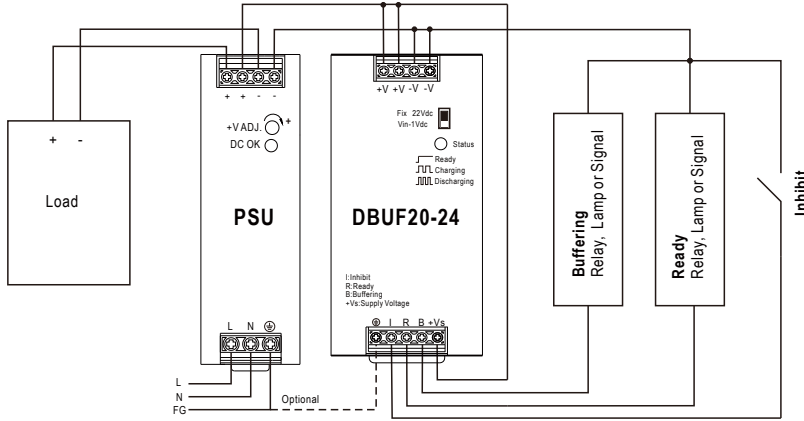 + + - -
+V ADJ.
+
DC OK
PSU
L N
L
N
FG
Optional
+ -
Load
+V +V -V -V
Fix 22Vdc
Vin-1Vdc
Status
Ready
Charging
Discharging
DBUF20-24
I:Inhibit
R:Ready
B:Buffering
+Vs:Supply Voltage
I R B +Vs
Buffering
Relay, Lamp or Signal
Ready
Relay, Lamp or Signal
Inhibit